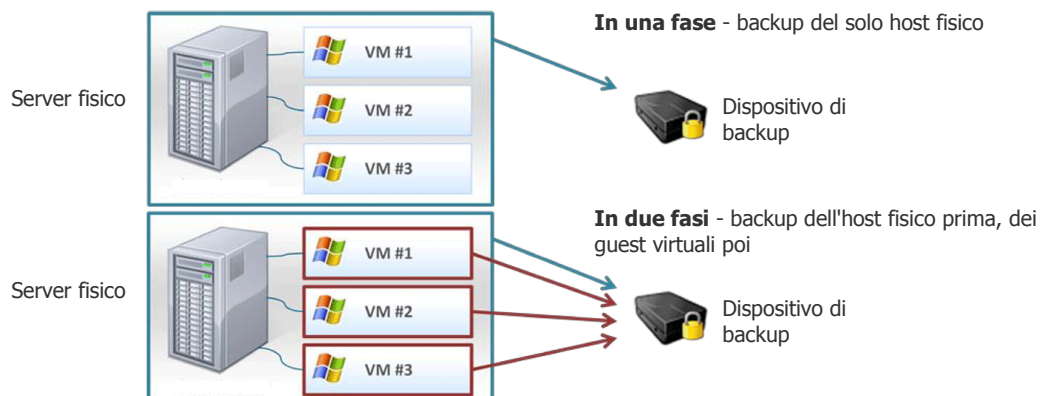 In una fase - backup del solo host fisico
VM #1
Server fisico
VM #2
Dispositivo di
backup
VM #3
In due fasi - backup dell'host fisico prima, dei
guest virtuali poi
VM #1
Server fisico
VM #2
Dispositivo di
backup
VM #3